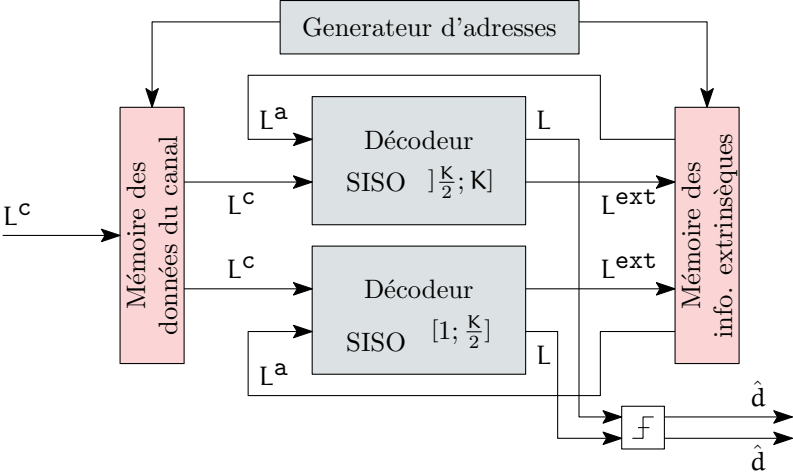 Generateur d'adresses
L^a
Décodeur
SISO ]K/2; K]
L
L^c
L^ext
L^c
Mémoire des
données du canal
Mémoire des
info. extrinsèques
L^c
Décodeur
SISO [1; K/2]
L^ext
L^a
L
d̂
d̂